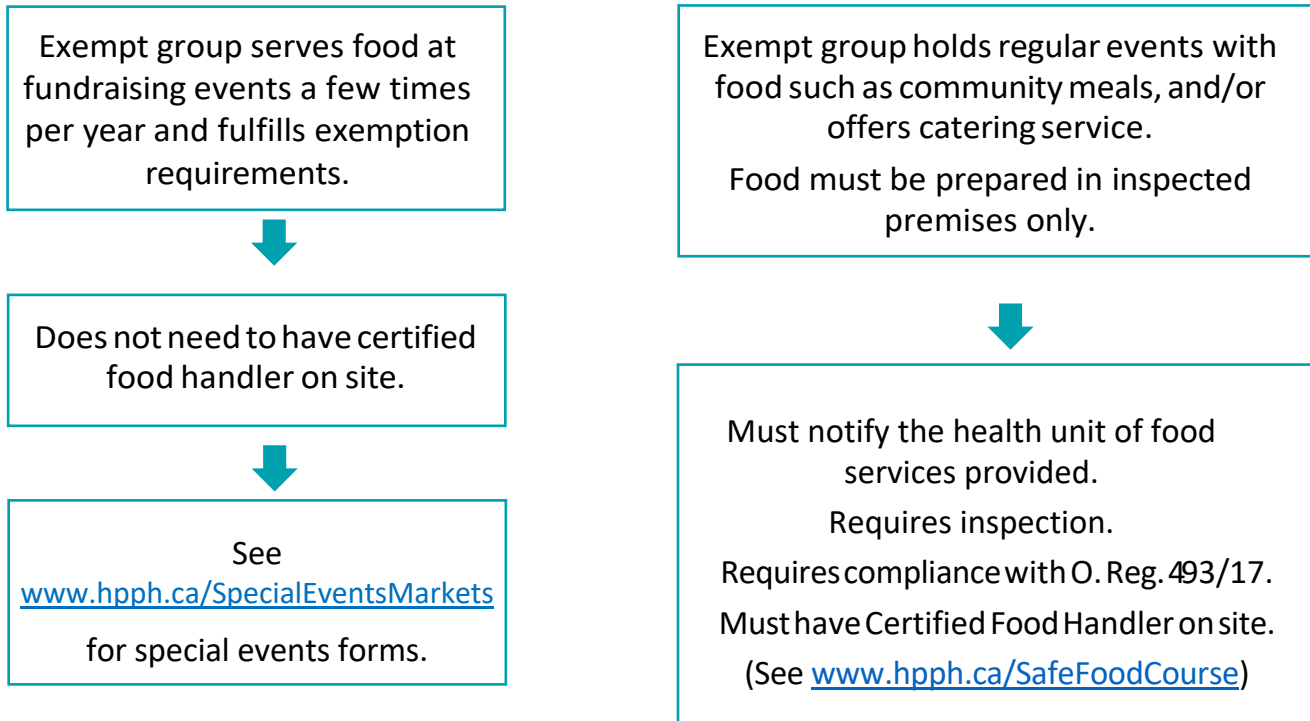 Exempt group serves food at
fundraising events a few times
per year and fulfills exemption
requirements.
Does not need to have certified
food handler on site.
See
www.hpph.ca/SpecialEventsMarkets
for special events forms.
Exempt group holds regular events with
food such as community meals, and/or
offers catering service.
Food must be prepared in inspected
premises only.
Must notify the health unit of food
services provided.
Requires inspection.
Requires compliance with O. Reg. 493/17.
Must have Certified Food Handler on site.
(See www.hpph.ca/SafeFoodCourse)